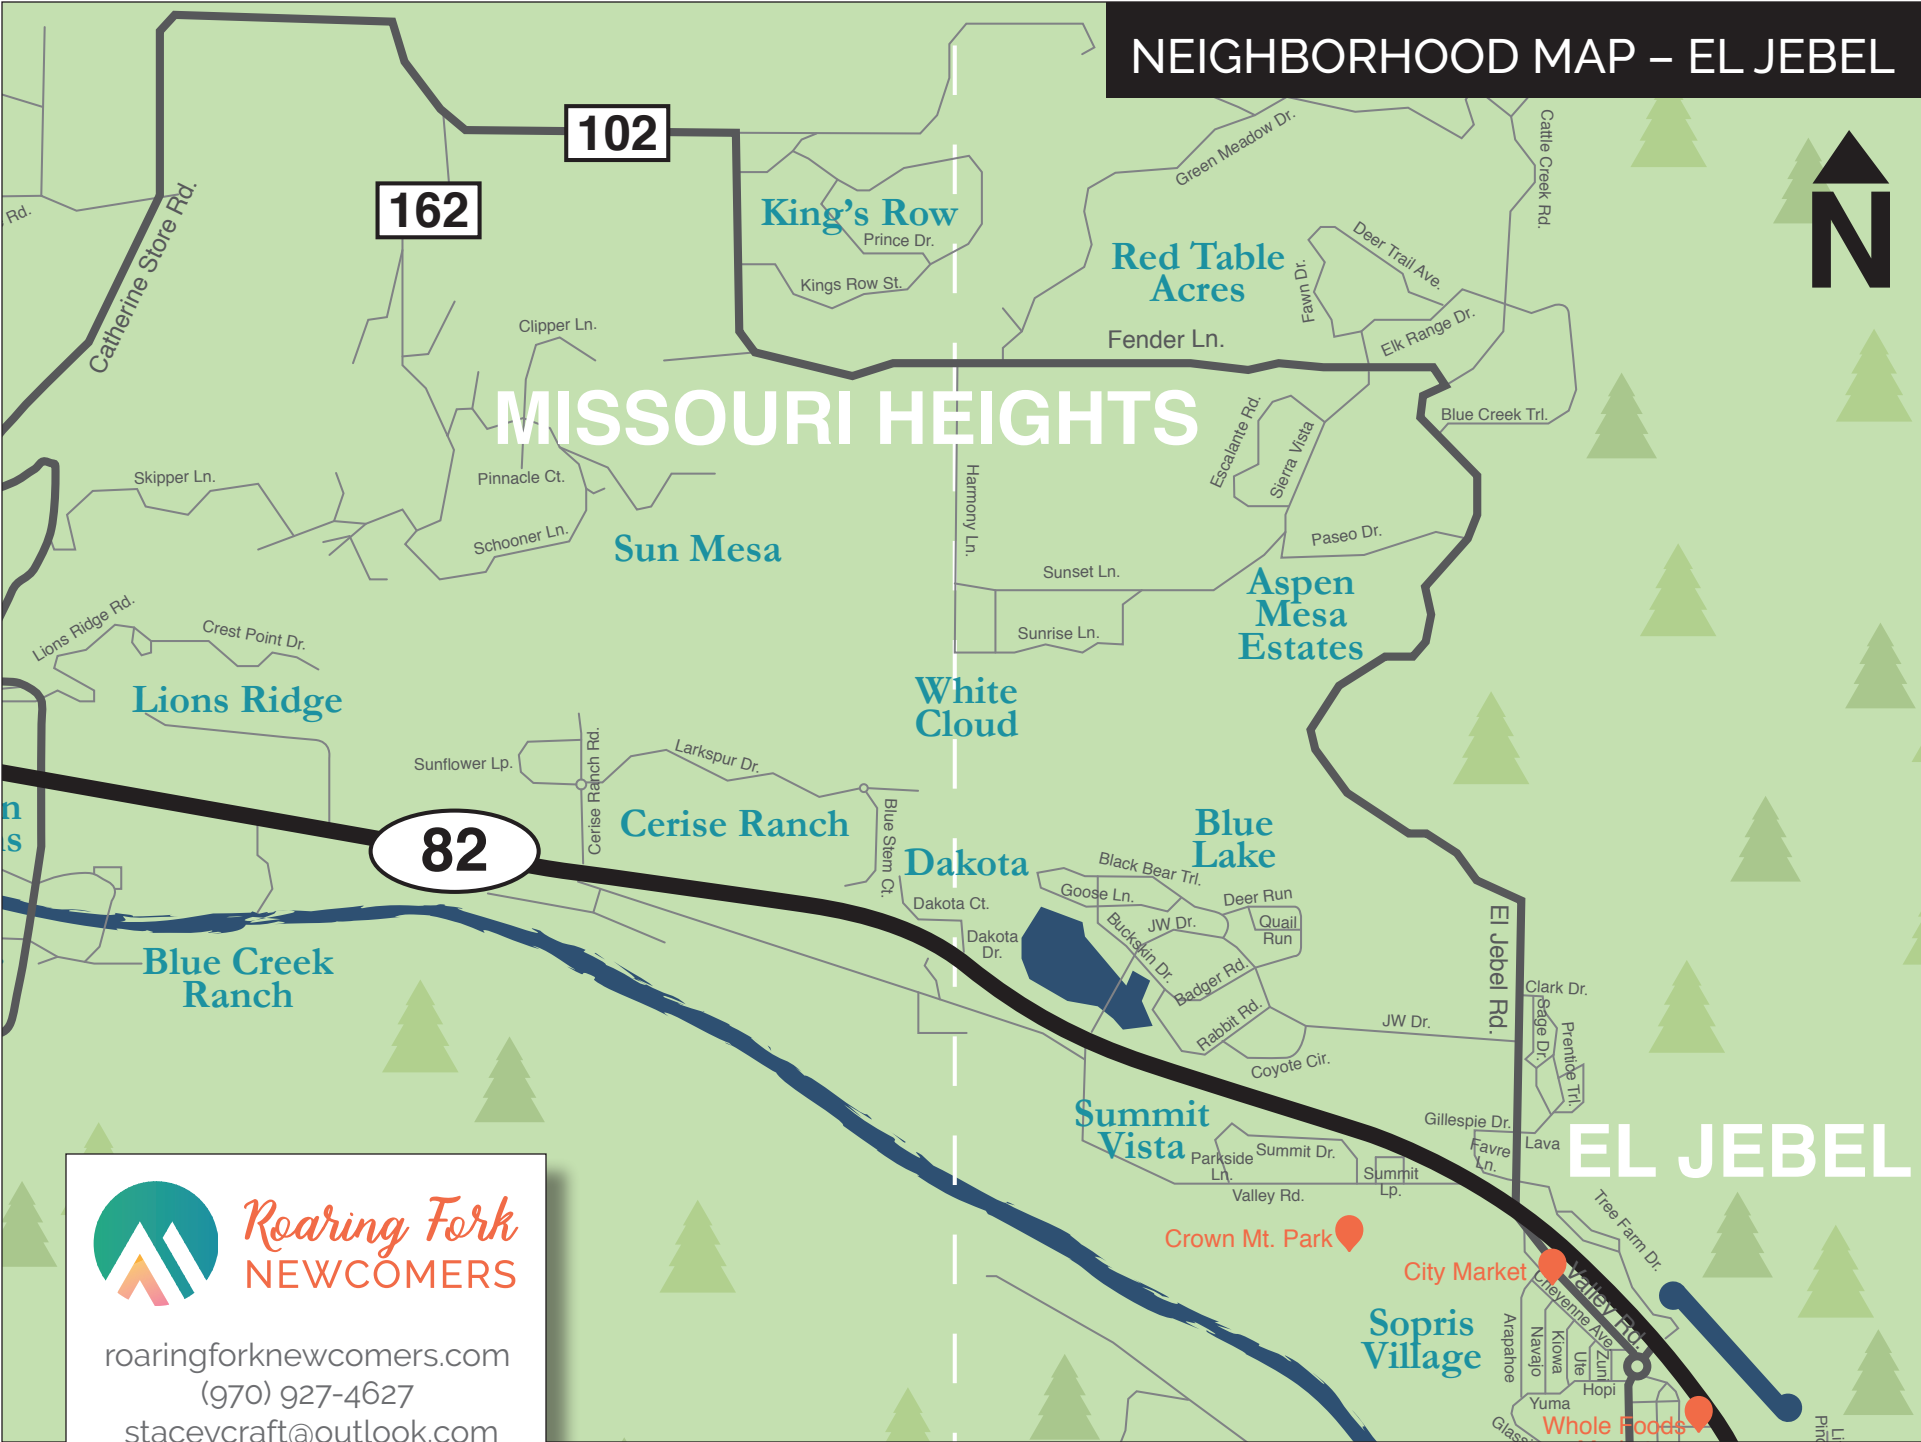 NEIGHBORHOOD MAP – EL JEBEL
N
102
162
82
Rd.
Catherine Store Rd.
King's Row
Prince Dr.
Kings Row St.
Green Meadow Dr.
Cattle Creek Rd.
Red Table
Acres
Fawn Dr.
Deer Trail Ave.
Elk Range Dr.
Fender Ln.
Clipper Ln.
MISSOURI HEIGHTS
Blue Creek Trl.
Escalante Rd.
Sierra Vista
Skipper Ln.
Pinnacle Ct.
Harmony Ln.
Schooner Ln.
Sun Mesa
Paseo Dr.
Sunset Ln.
Aspen
Mesa
Estates
Sunrise Ln.
Lions Ridge Rd.
Crest Point Dr.
Lions Ridge
White
Cloud
Sunflower Lp.
Cerise Ranch Rd.
Larkspur Dr.
Cerise Ranch
Blue Stem Ct.
n
is
Blue
Lake
Dakota
Black Bear Trl.
Goose Ln.
Deer Run
Dakota Ct.
JW Dr.
Quail
Run
Buckskin Dr.
Dakota
Dr.
Badger Rd.
Rabbit Rd.
El Jebel Rd.
Clark Dr.
Sage Dr.
Prentice Trl.
JW Dr.
Coyote Cir.
Blue Creek
Ranch
Summit
Vista
Gillespie Dr.
Favre
Ln.
Lava
EL JEBEL
Parkside
Ln.
Summit Dr.
Summit
Lp.
Valley Rd.
Tree Farm Dr.
Crown Mt. Park
City Market
Valley Rd.
Cheyenne Ave
Sopris
Village
Arapahoe
Navajo
Kiowa
Ute
Zuni
Hopi
Yuma
Whole Foods
Roaring Fork
NEWCOMERS
roaringforknewcomers.com
(970) 927-4627
staceycraft@outlook.com